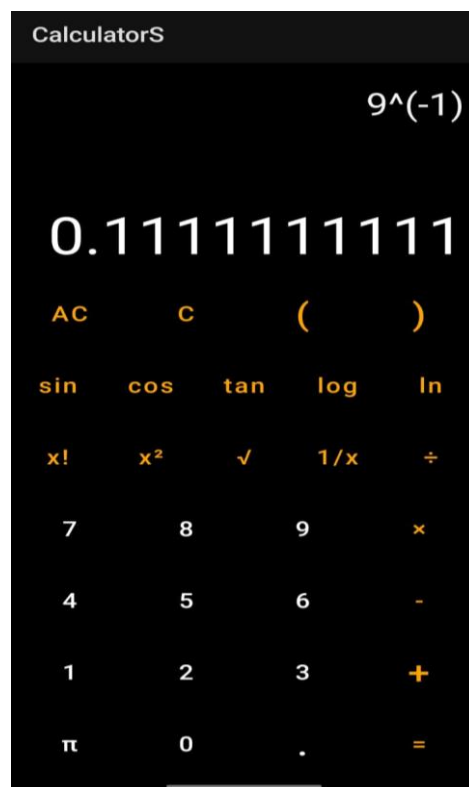 CalculatorS
9^(-1)
0.1111111111
AC C ( )
sin cos tan log ln
x! x² √ 1/x ÷
7 8 9 ×
4 5 6 -
1 2 3 +
π 0 . =